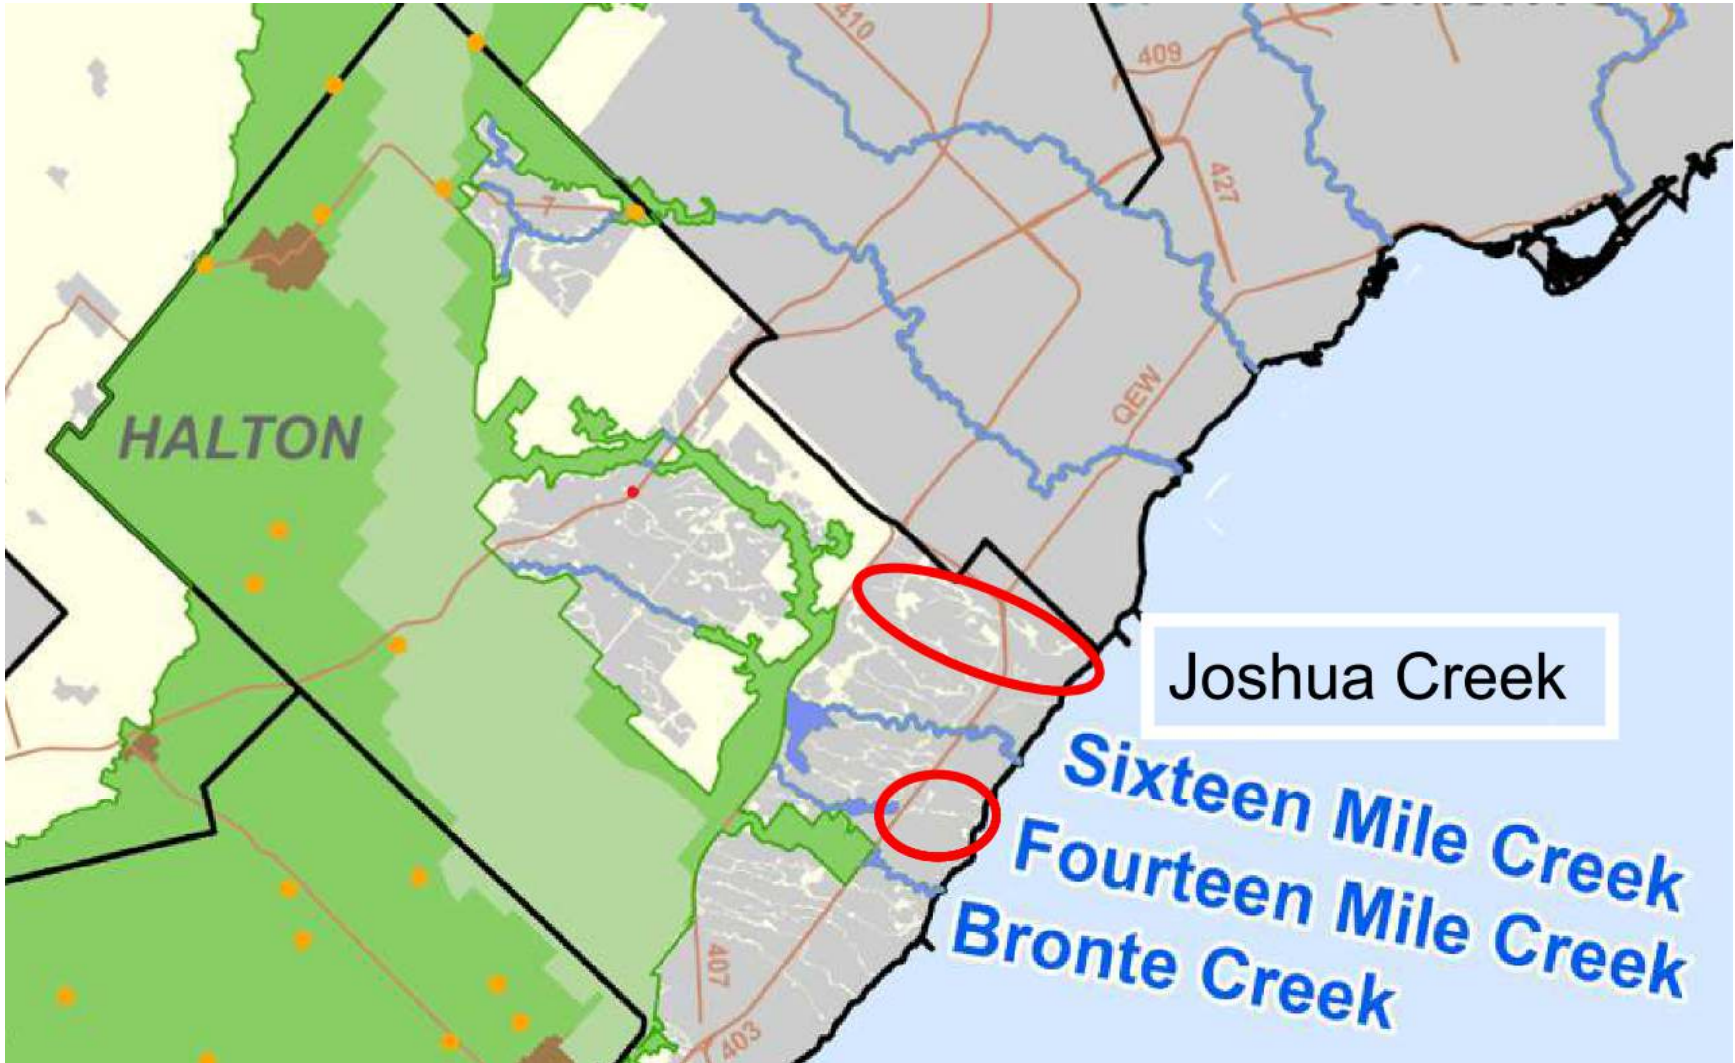 410
409
427
7
HALTON
QEW
Joshua Creek
Sixteen Mile Creek
Fourteen Mile Creek
Bronte Creek
407
403